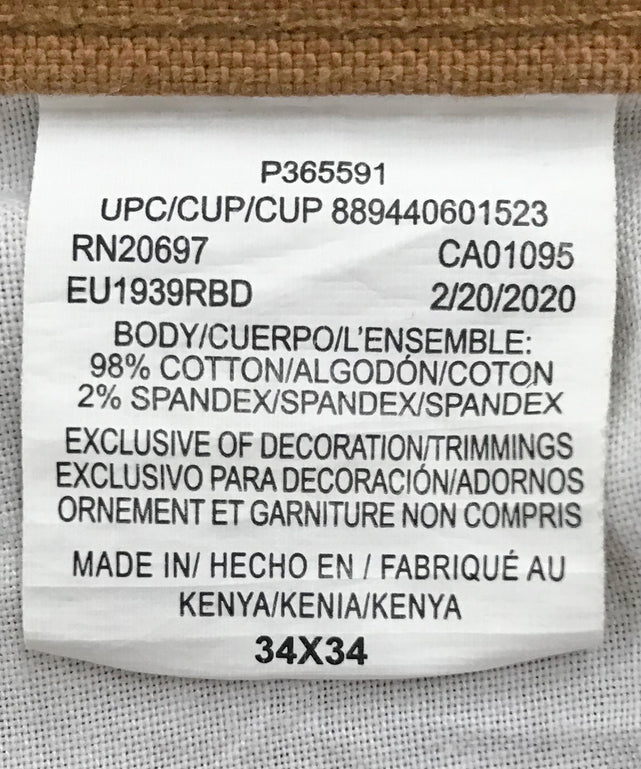 P365591
UPC/CUP/CUP 889440601523
RN20697 CA01095
EU1939RBD 2/20/2020
BODY/CUERPO/L'ENSEMBLE:
98% COTTON/ALGODÓN/COTON
2% SPANDEX/SPANDEX/SPANDEX
EXCLUSIVE OF DECORATION/TRIMMINGS
EXCLUSIVO PARA DECORACIÓN/ADORNOS
ORNEMENT ET GARNITURE NON COMPRIS
MADE IN/ HECHO EN / FABRIQUÉ AU
KENYA/KENIA/KENYA
34X34